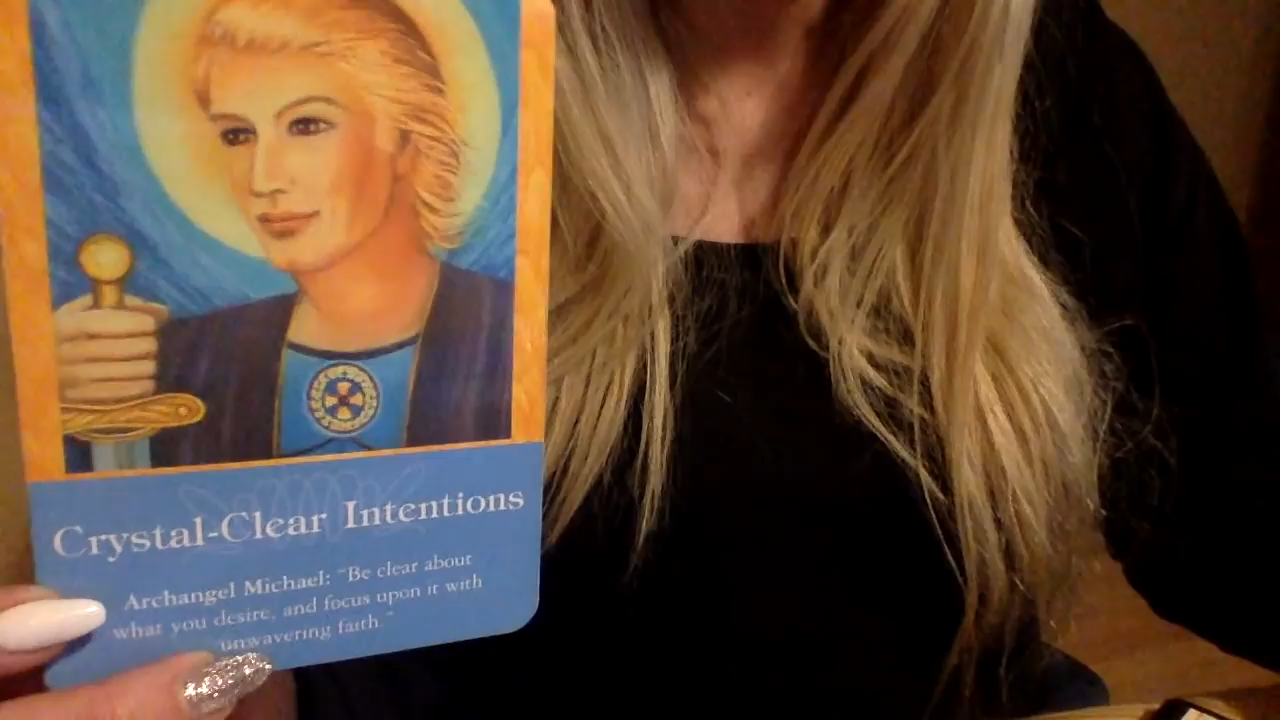 Crystal-Clear Intentions
Archangel Michael: "Be clear about
what you desire, and focus upon it with
unwavering faith."